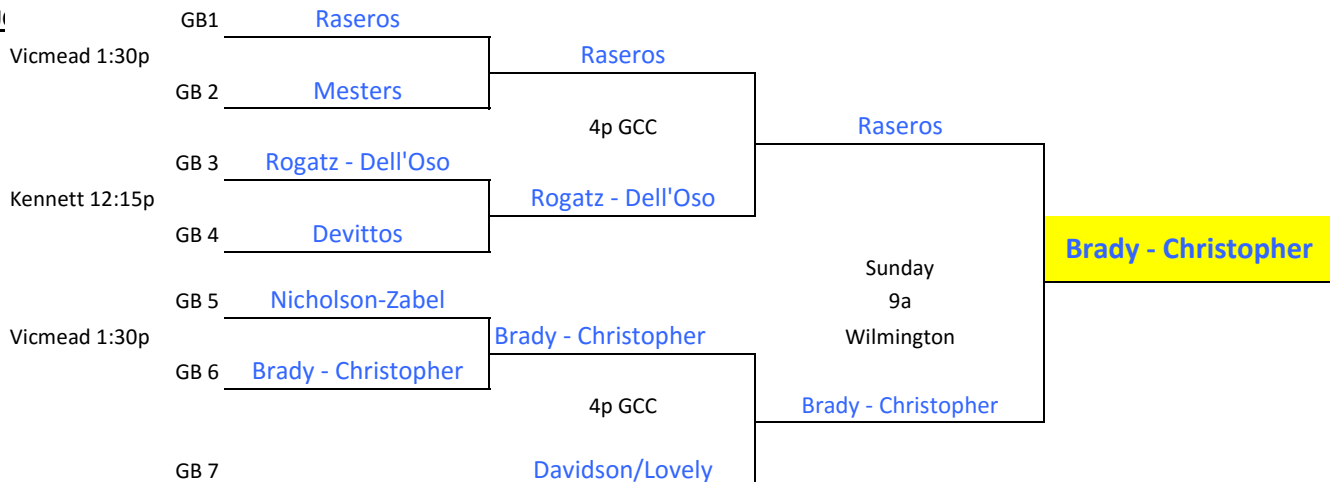 GB1 Raseros
Vicmead 1:30p Raseros
GB 2 Mesters
4p GCC Raseros
GB 3 Rogatz - Dell'Oso
Kennett 12:15p Rogatz - Dell'Oso
GB 4 Devittos
Brady - Christopher
Sunday
GB 5 Nicholson-Zabel 9a
Vicmead 1:30p Brady - Christopher Wilmington
GB 6 Brady - Christopher
4p GCC Brady - Christopher
GB 7 Davidson/Lovely